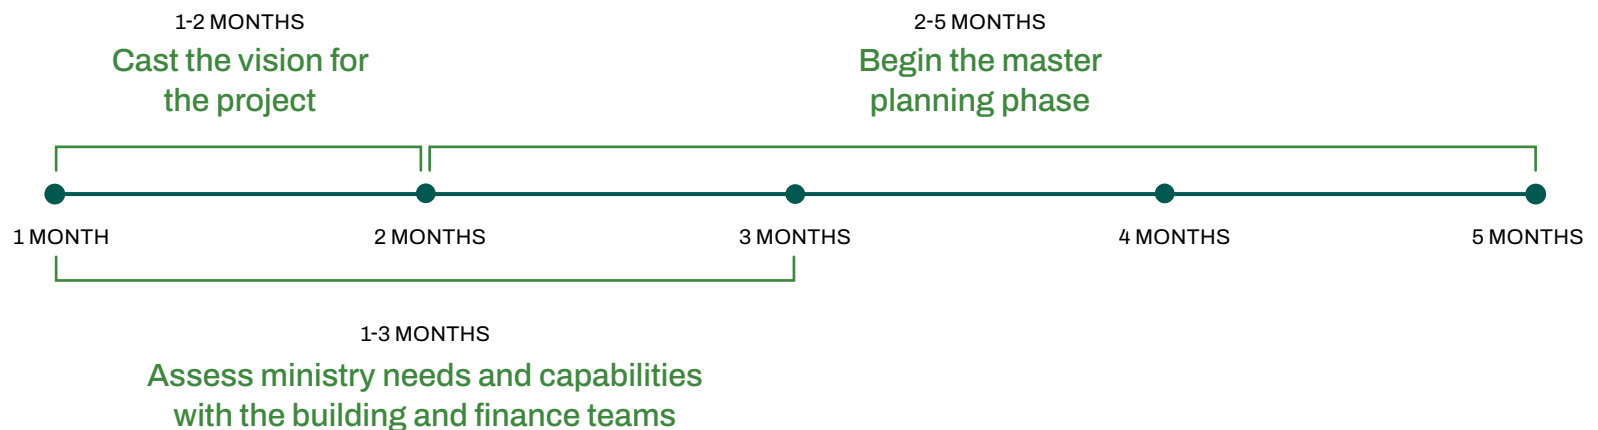 1-2 MONTHS
Cast the vision for
the project
2-5 MONTHS
Begin the master
planning phase
1 MONTH
2 MONTHS
3 MONTHS
4 MONTHS
5 MONTHS
1-3 MONTHS
Assess ministry needs and capabilities
with the building and finance teams